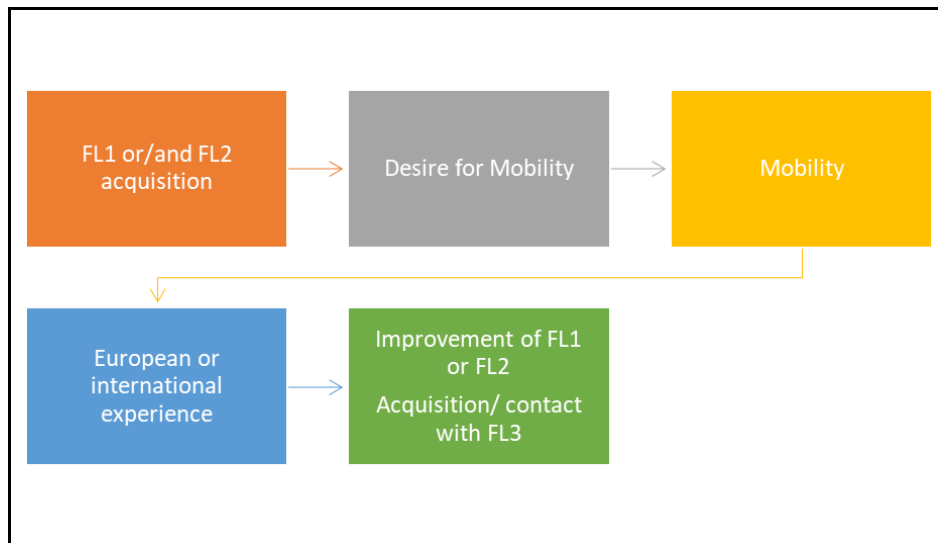 FL1 or/and FL2
acquisition
Desire for Mobility
Mobility
European or
international
experience
Improvement of FL1
or FL2
Acquisition/ contact
with FL3